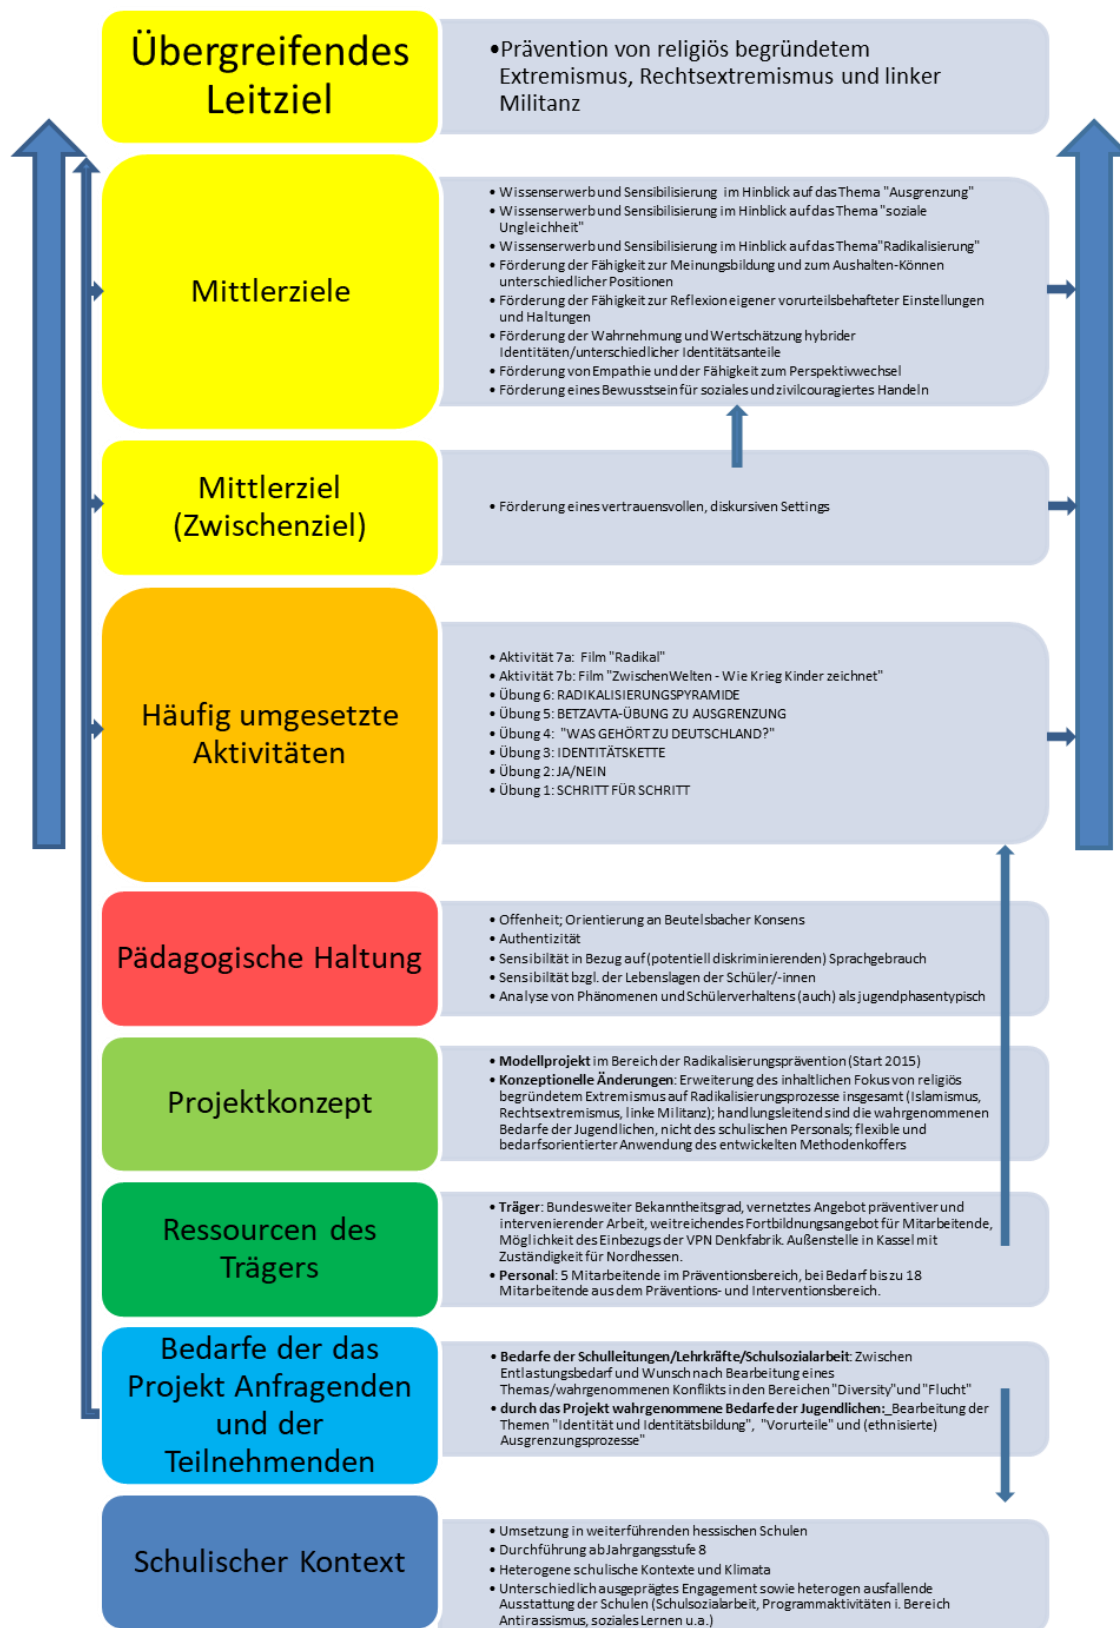 Übergreifendes
Leitziel
•Prävention von religiös begründetem
Extremismus, Rechtsextremismus und linker
Militanz
Mittlerziele
• Wissenserwerb und Sensibilisierung im Hinblick auf das Thema "Ausgrenzung"
• Wissenserwerb und Sensibilisierung im Hinblick auf das Thema "soziale
Ungleichheit"
• Wissenserwerb und Sensibilisierung im Hinblick auf das Thema"Radikalisierung"
• Förderung der Fähigkeit zur Meinungsbildung und zum Aushalten-Können
unterschiedlicher Positionen
• Förderung der Fähigkeit zur Reflexion eigener vorurteilsbehafteter Einstellungen
und Haltungen
• Förderung der Wahrnehmung und Wertschätzung hybrider
Identitäten/unterschiedlicher Identitätsanteile
• Förderung von Empathie und der Fähigkeit zum Perspektivwechsel
• Förderung eines Bewusstsein für soziales und zivilcouragiertes Handeln
Mittlerziel
(Zwischenziel)
• Förderung eines vertrauensvollen, diskursiven Settings
Häufig umgesetzte
Aktivitäten
• Aktivität 7a: Film "Radikal"
• Aktivität 7b: Film "ZwischenWelten - Wie Krieg Kinder zeichnet"
• Übung 6: RADIKALISIERUNGSPYRAMIDE
• Übung 5: BETZAVTA-ÜBUNG ZU AUSGRENZUNG
• Übung 4: "WAS GEHÖRT ZU DEUTSCHLAND?"
• Übung 3: IDENTITÄTSKETTE
• Übung 2: JA/NEIN
• Übung 1: SCHRITT FÜR SCHRITT
Pädagogische Haltung
• Offenheit; Orientierung an Beutelsbacher Konsens
• Authentizität
• Sensibilität in Bezug auf (potentiell diskriminierenden) Sprachgebrauch
• Sensibilität bzgl. der Lebenslagen der Schüler/-innen
• Analyse von Phänomenen und Schülerverhaltens (auch) als jugendphasentypisch
Projektkonzept
• Modellprojekt im Bereich der Radikalisierungsprävention (Start 2015)
• Konzeptionelle Änderungen: Erweiterung des inhaltlichen Fokus von religiös
begründetem Extremismus auf Radikalisierungsprozesse insgesamt (Islamismus,
Rechtsextremismus, linke Militanz); handlungsleitend sind die wahrgenommenen
Bedarfe der Jugendlichen, nicht des schulischen Personals; flexible und
bedarfsorientierter Anwendung des entwickelten Methodenkoffers
Ressourcen des
Trägers
• Träger: Bundesweiter Bekanntheitsgrad, vernetztes Angebot präventiver und
intervenierender Arbeit, weitreichendes Fortbildnungsangebot für Mitarbeitende,
Möglichkeit des Einbezugs der VPN Denkfabrik. Außenstelle in Kassel mit
Zuständigkeit für Nordhessen.
• Personal: 5 Mitarbeitende im Präventionsbereich, bei Bedarf bis zu 18
Mitarbeitende aus dem Präventions- und Interventionsbereich.
Bedarfe der das
Projekt Anfragenden
und der
Teilnehmenden
• Bedarfe der Schulleitungen/Lehrkräfte/Schulsozialarbeit: Zwischen
Entlastungsbedarf und Wunsch nach Bearbeitung eines
Themas/wahrgenommenen Konflikts in den Bereichen "Diversity"und "Flucht"
• durch das Projekt wahrgenommene Bedarfe der Jugendlichen:_Bearbeitung der
Themen "Identität und Identitätsbildung", "Vorurteile" und (ethnisierte)
Ausgrenzungsprozesse"
Schulischer Kontext
• Umsetzung in weiterführenden hessischen Schulen
• Durchführung ab Jahrgangsstufe 8
• Heterogene schulische Kontexte und Klimata
• Unterschiedlich ausgeprägtes Engagement sowie heterogen ausfallende
Ausstattung der Schulen (Schulsozialarbeit, Programmaktivitäten i. Bereich
Antirassismus, soziales Lernen u.a.)